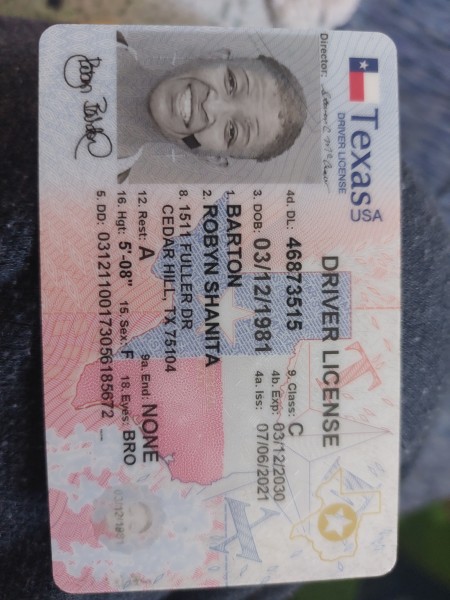 Texas
USA
DRIVER LICENSE
Director:
DRIVER LICENSE
4d. DL: 46873515 9. Class: C
3. DOB: 03/12/1981 4b. Exp: 03/12/2030
4a. Iss: 07/06/2021
1. BARTON
2. ROBYN SHANITA
8. 1511 FULLER DR
CEDAR HILL, TX 75104
12. Rest: A 9a. End: NONE
16. Hgt: 5'-08" 15. Sex: F 18. Eyes: BRO
5. DD: 03121100173056185672